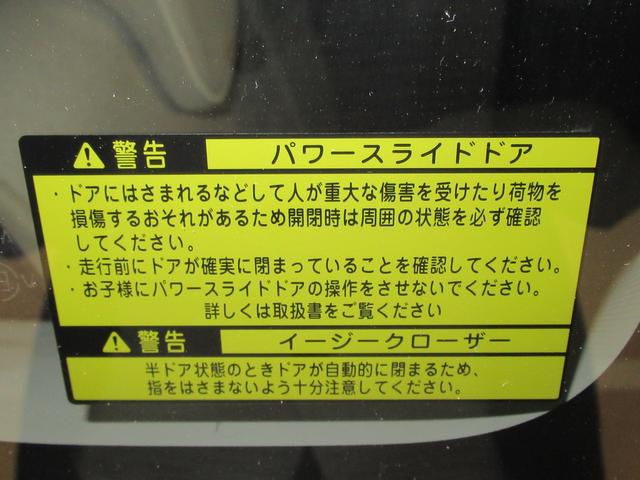 警告 パワースライドドア
・ドアにはさまれるなどして人が重大な傷害を受けたり荷物を
損傷するおそれがあるため開閉時は周囲の状態を必ず確認
してください。
・走行前にドアが確実に閉まっていることを確認してください。
・お子様にパワースライドドアの操作をさせないでください。
詳しくは取扱書をご覧ください
警告 イージークローザー
半ドア状態のときドアが自動的に閉まるため、
指をはさまないよう十分注意してください。